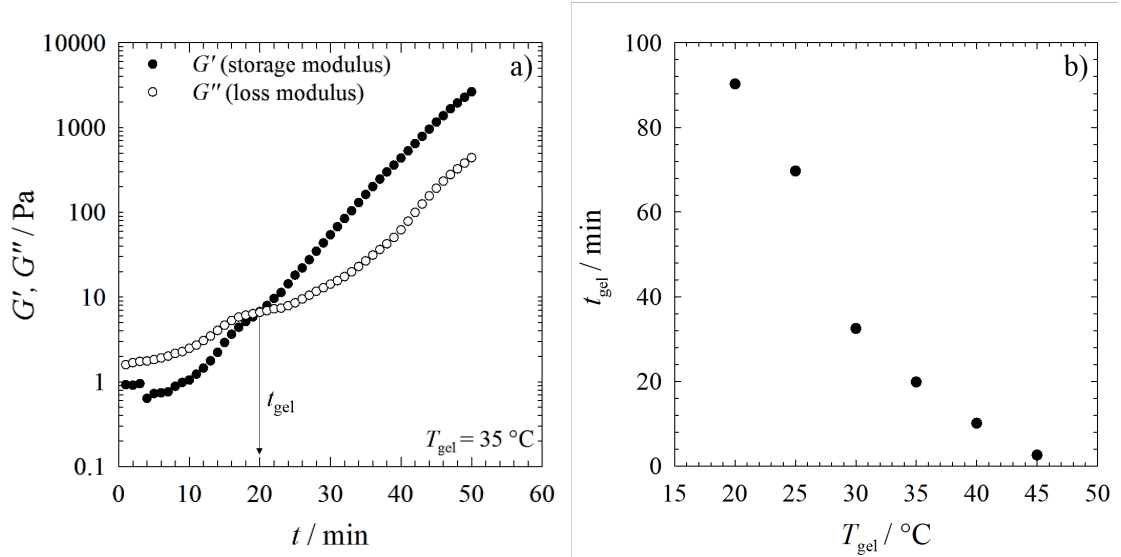 10000
1000
100
10
1
0.1
G′, G″ / Pa
G′ (storage modulus)
G″ (loss modulus)
a)
tgel
Tgel = 35 °C
0 10 20 30 40 50 60
t / min
100
80
60
40
20
0
tgel / min
b)
15 20 25 30 35 40 45 50
Tgel / °C